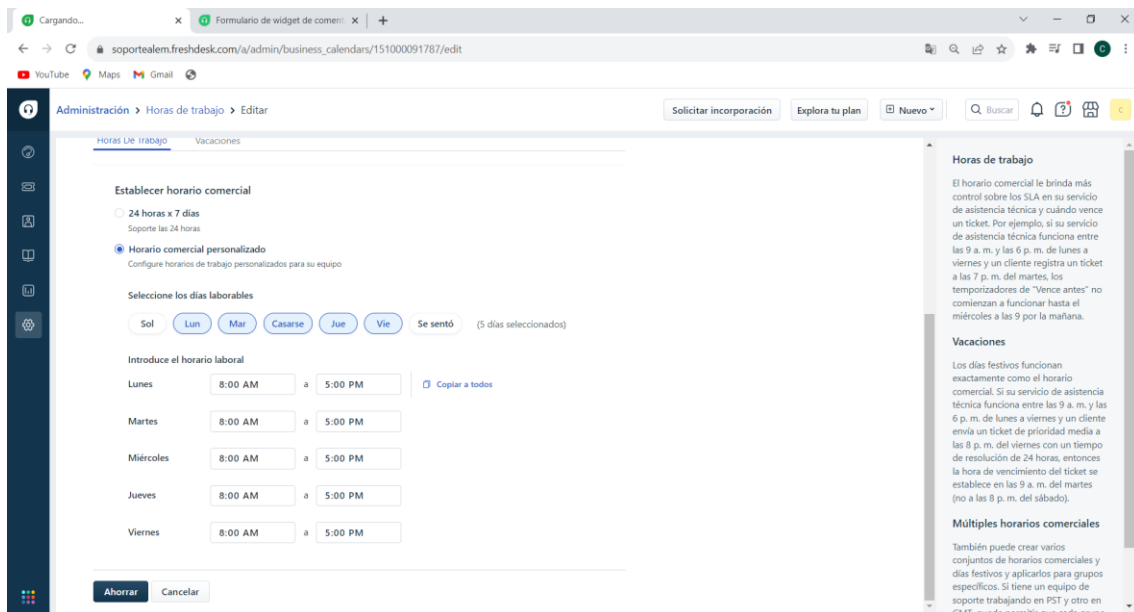 Cargando...
Formulario de widget de coment
soportealem.freshdesk.com/a/admin/business_calendars/151000091787/edit
C
YouTube
Maps
Gmail
Administración > Horas de trabajo > Editar
Solicitar incorporación
Explora tu plan
Nuevo
Buscar
C
Horas De Trabajo
Vacaciones
Establecer horario comercial
24 horas x 7 días
Soporte las 24 horas
Horario comercial personalizado
Configure horarios de trabajo personalizados para su equipo
Seleccione los días laborables
Sol Lun Mar Casarse Jue Vie Se sentó (5 días seleccionados)
Introduce el horario laboral
Lunes 8:00 AM a 5:00 PM Copiar a todos
Martes 8:00 AM a 5:00 PM
Miércoles 8:00 AM a 5:00 PM
Jueves 8:00 AM a 5:00 PM
Viernes 8:00 AM a 5:00 PM
Ahorrar Cancelar
Horas de trabajo
El horario comercial le brinda más
control sobre los SLA en su servicio
de asistencia técnica y cuándo vence
un ticket. Por ejemplo, si su servicio
de asistencia técnica funciona entre
las 9 a. m. y las 6 p. m. de lunes a
viernes y un cliente registra un ticket
a las 7 p. m. del martes, los
temporizadores de "Vence antes" no
comienzan a funcionar hasta el
miércoles a las 9 por la mañana.
Vacaciones
Los días festivos funcionan
exactamente como el horario
comercial. Si su servicio de asistencia
técnica funciona entre las 9 a. m. y las
6 p. m. de lunes a viernes y un cliente
envía un ticket de prioridad media a
las 8 p. m. del viernes con un tiempo
de resolución de 24 horas, entonces
la hora de vencimiento del ticket se
establece en las 9 a. m. del martes
(no a las 8 p. m. del sábado).
Múltiples horarios comerciales
También puede crear varios
conjuntos de horarios comerciales y
días festivos y aplicarlos para grupos
específicos. Si tiene un equipo de
soporte trabajando en PST y otro en